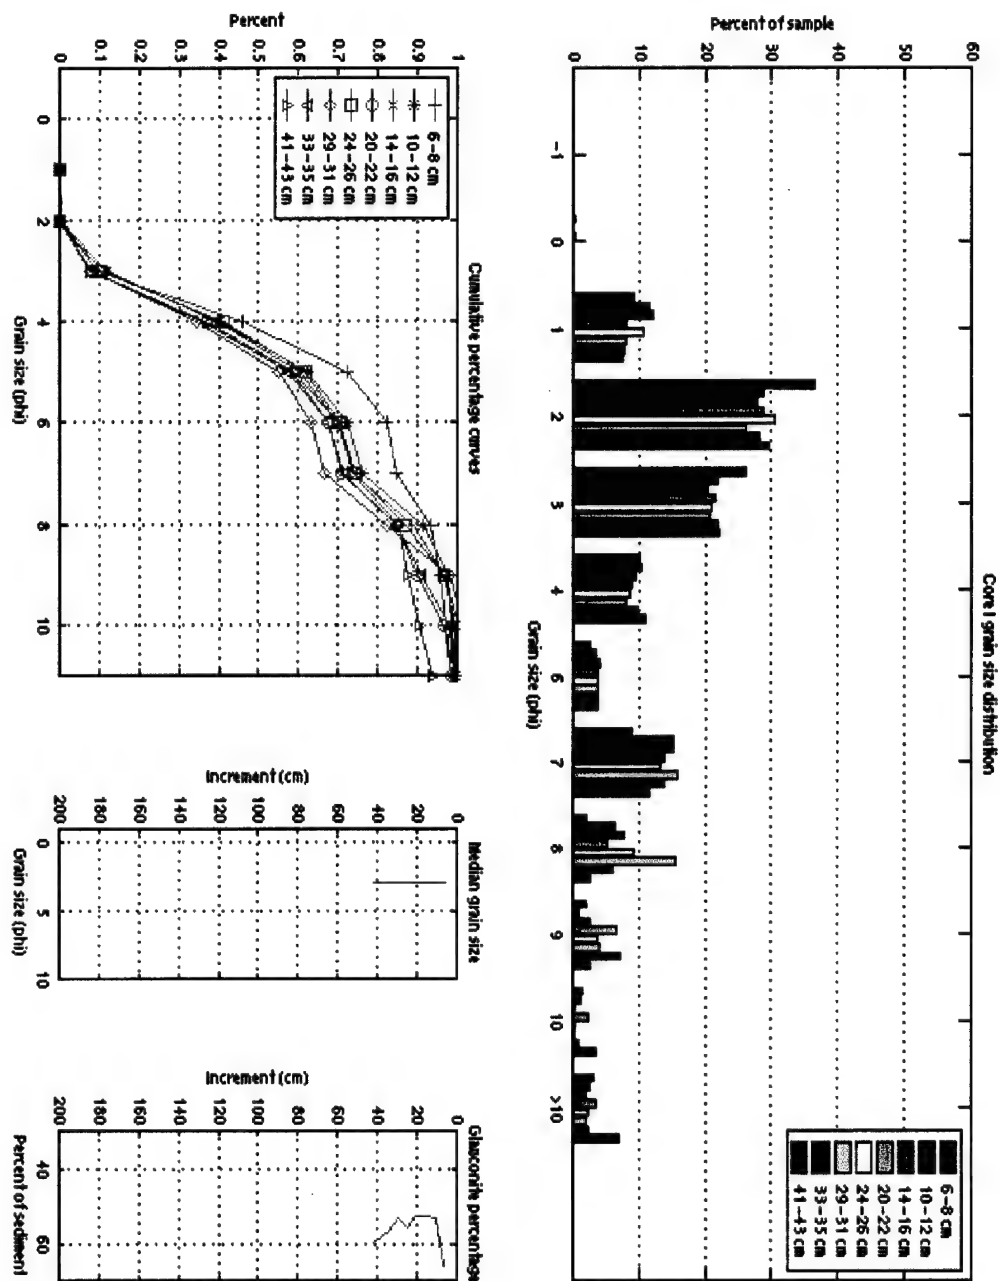 Core I grain size distribution
Percent of sample
60
50
40
30
20
10
0
6-8 cm
10-12 cm
14-16 cm
20-22 cm
24-26 cm
29-31 cm
33-35 cm
41-43 cm
-1 0 1 2 3 4 6 7 8 9 10 >10
Grain size (phi)
Cumulative percentage curves
Percent
1
0.9
0.8
0.7
0.6
0.5
0.4
0.3
0.2
0.1
0
6-8 cm
10-12 cm
14-16 cm
20-22 cm
24-26 cm
29-31 cm
33-35 cm
41-43 cm
0 2 4 6 8 10
Grain size (phi)
Median grain size
Increment (cm)
0
20
40
60
80
100
120
140
160
180
200
0 5 10
Grain size (phi)
Glauconite percentage
Increment (cm)
0
20
40
60
80
100
120
140
160
180
200
40 60
Percent of sediment